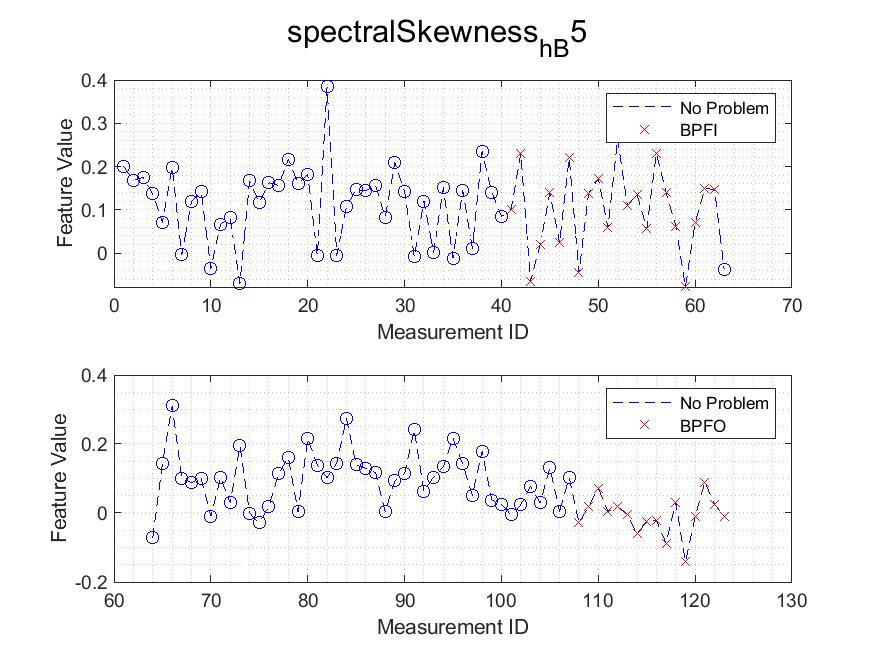 spectralSkewness_hB5
0.4
0.3
0.2
0.1
0
Feature Value
No Problem
BPFI
0 10 20 30 40 50 60 70
Measurement ID
0.4
0.2
0
-0.2
Feature Value
No Problem
BPFO
60 70 80 90 100 110 120 130
Measurement ID